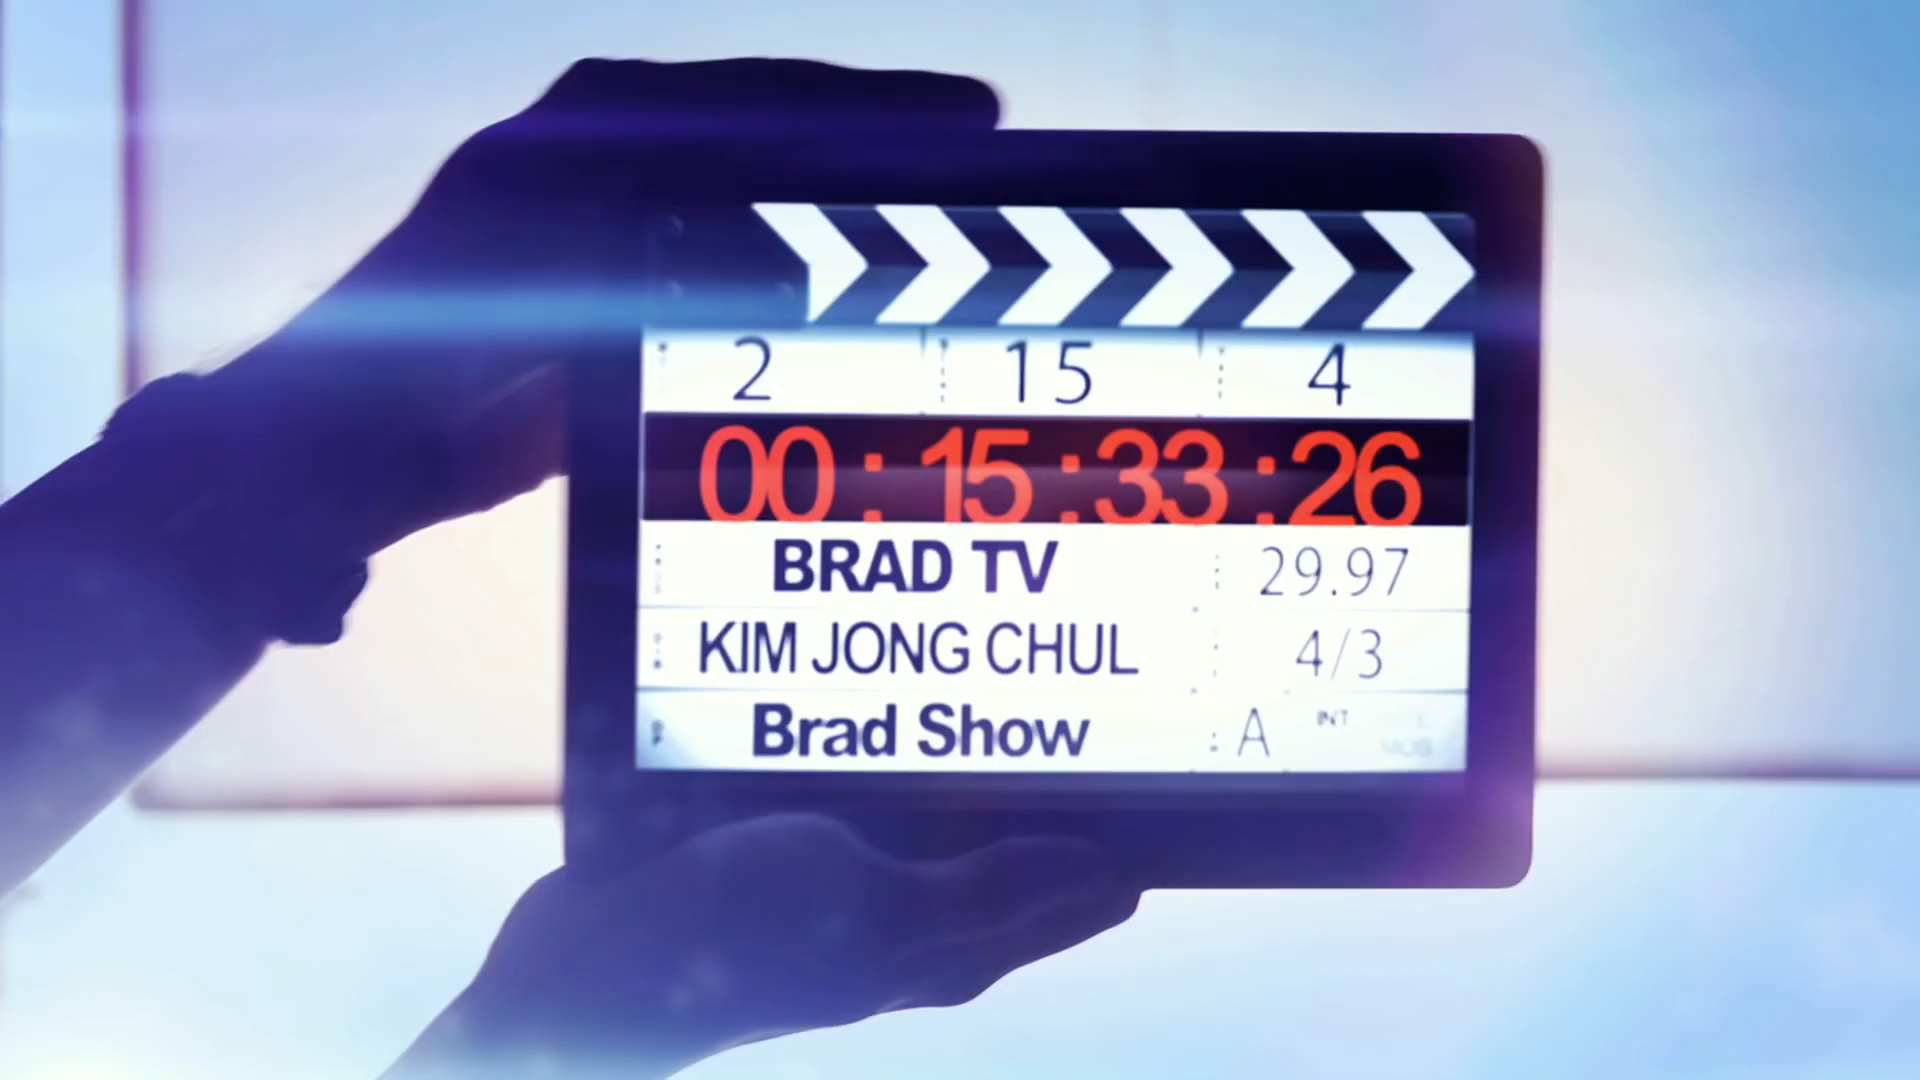 2 15 4
00:15:33:26
BRAD TV 29.97
KIM JONG CHUL 4/3
Brad Show A INT